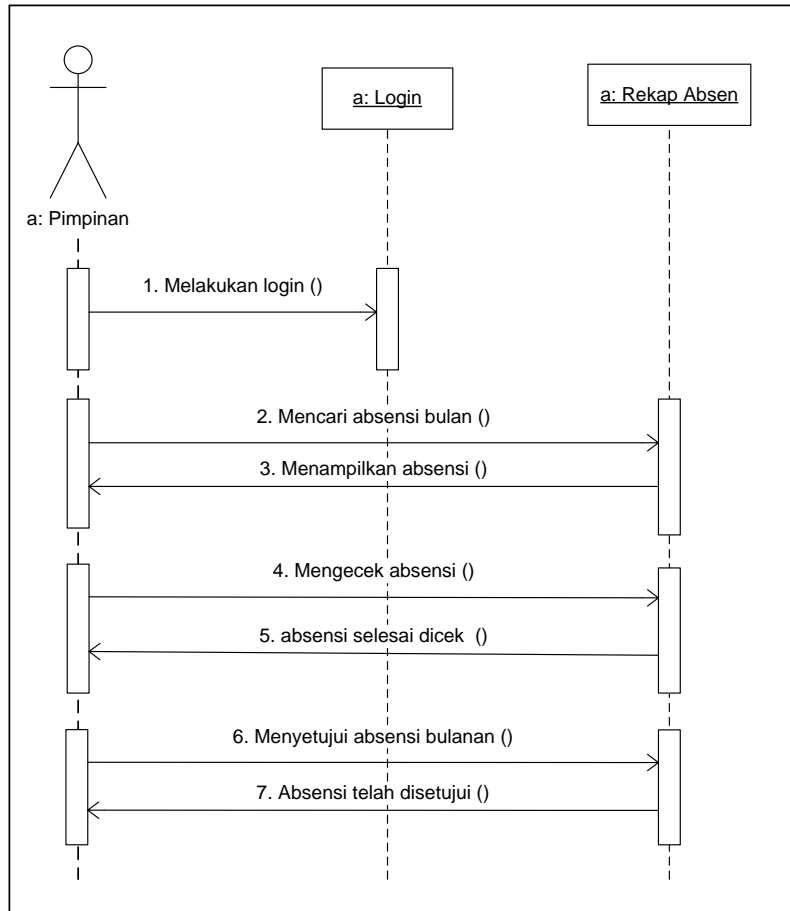 a: Login
a: Rekap Absen
a: Pimpinan
1. Melakukan login ()
2. Mencari absensi bulan ()
3. Menampilkan absensi ()
4. Mengecek absensi ()
5. absensi selesai dicek ()
6. Menyetujui absensi bulanan ()
7. Absensi telah disetujui ()